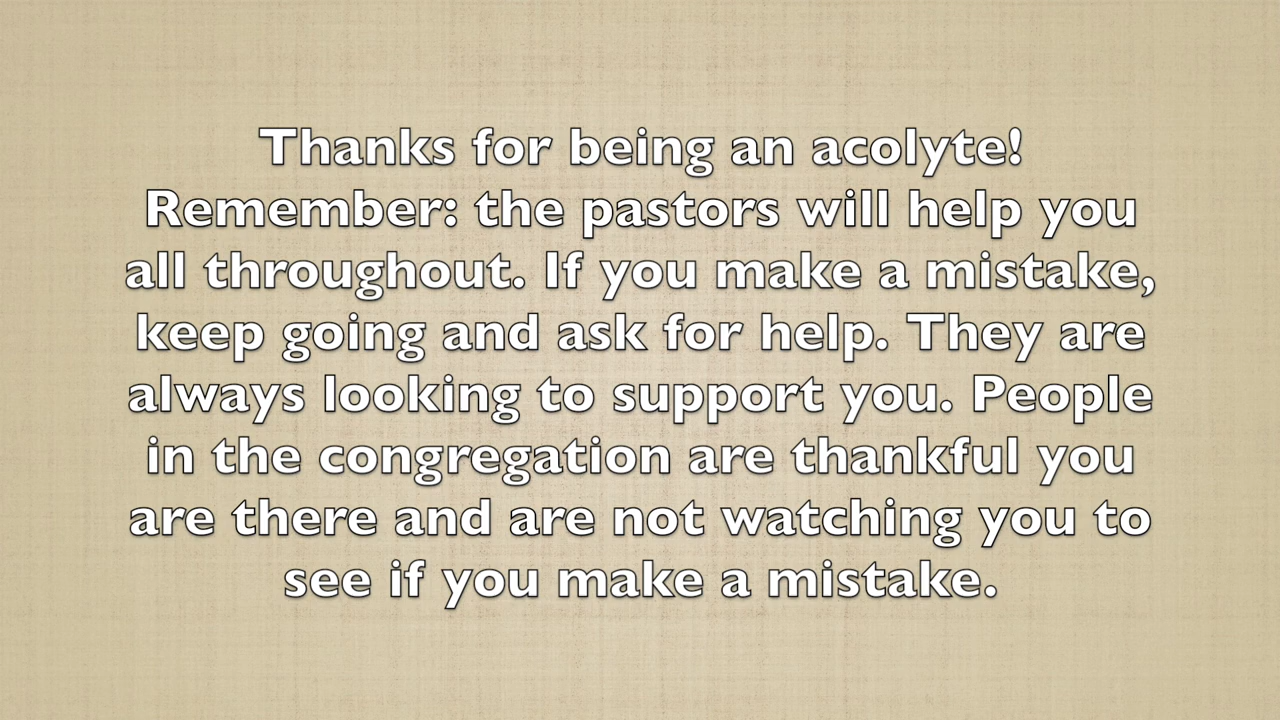 Thanks for being an acolyte!
Remember: the pastors will help you
all throughout. If you make a mistake,
keep going and ask for help. They are
always looking to support you. People
in the congregation are thankful you
are there and are not watching you to
see if you make a mistake.